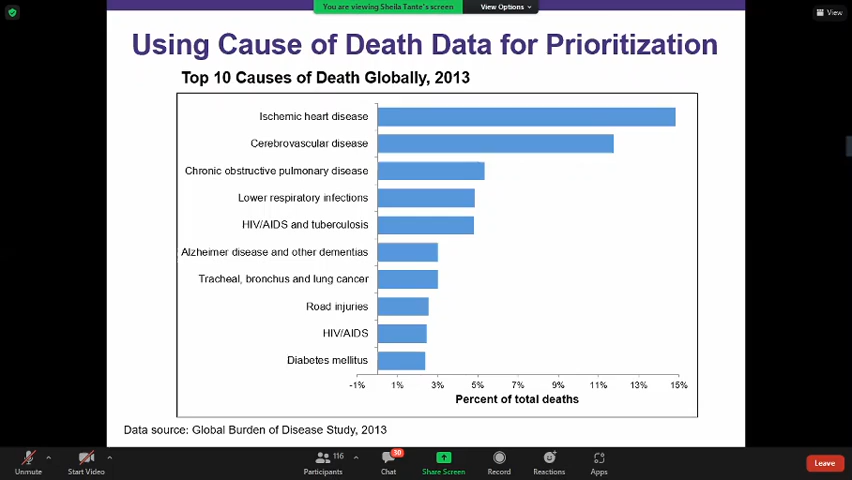 You are viewing Sheila Tante's screen
View Options
View
Using Cause of Death Data for Prioritization
Top 10 Causes of Death Globally, 2013
Ischemic heart disease
Cerebrovascular disease
Chronic obstructive pulmonary disease
Lower respiratory infections
HIV/AIDS and tuberculosis
Alzheimer disease and other dementias
Tracheal, bronchus and lung cancer
Road injuries
HIV/AIDS
Diabetes mellitus
-1% 1% 3% 5% 7% 9% 11% 13% 15%
Percent of total deaths
Data source: Global Burden of Disease Study, 2013
116
30
Unmute
Start Video
Participants
Chat
Share Screen
Record
Reactions
Apps
Leave